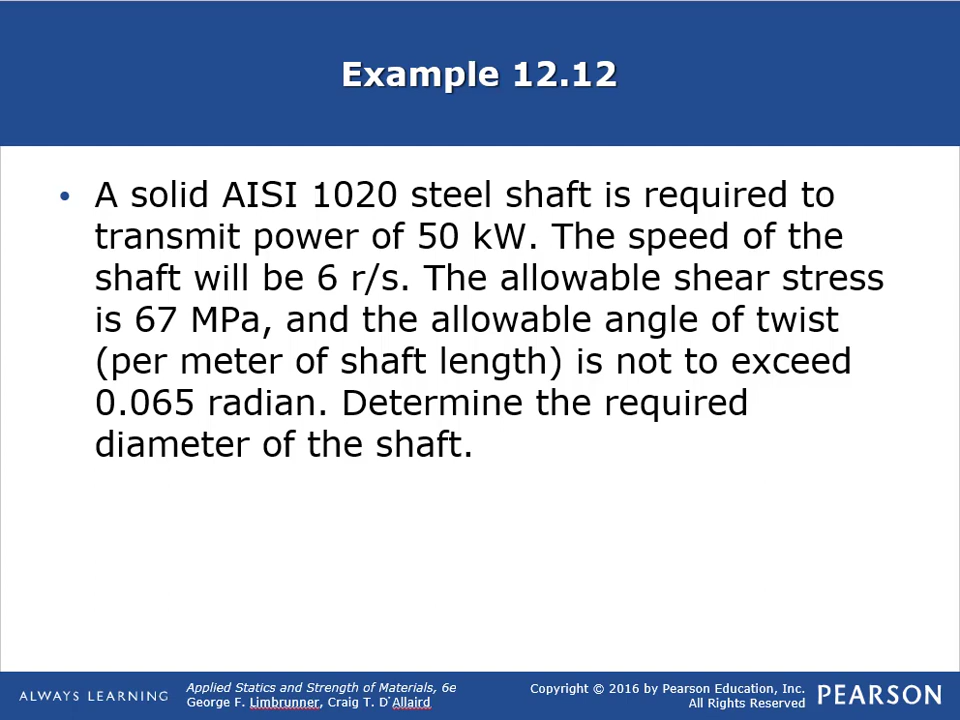 Example 12.12
• A solid AISI 1020 steel shaft is required to
transmit power of 50 kW. The speed of the
shaft will be 6 r/s. The allowable shear stress
is 67 MPa, and the allowable angle of twist
(per meter of shaft length) is not to exceed
0.065 radian. Determine the required
diameter of the shaft.
ALWAYS LEARNING
Applied Statics and Strength of Materials, 6e
George F. Limbrunner, Craig T. D'Allaird
Copyright © 2016 by Pearson Education, Inc.
All Rights Reserved
PEARSON